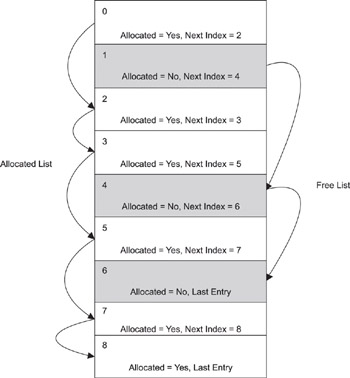 0
Allocated = Yes, Next Index = 2
1
Allocated = No, Next Index = 4
2
Allocated = Yes, Next Index = 3
3
Allocated List
Allocated = Yes, Next Index = 5
4
Free List
Allocated = No, Next Index = 6
5
Allocated = Yes, Next Index = 7
6
Allocated = No, Last Entry
7
Allocated = Yes, Next Index = 8
8
Allocated = Yes, Last Entry